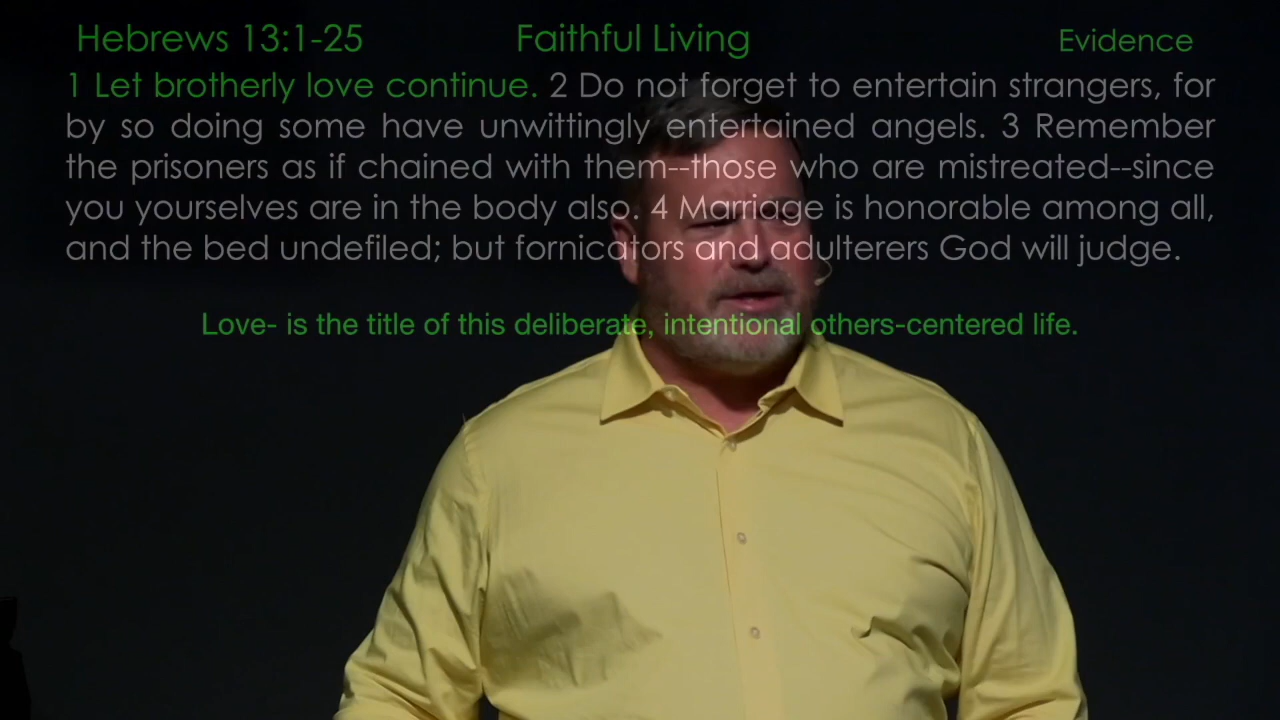 Hebrews 13:1-25 Faithful Living Evidence
1 Let brotherly love continue. 2 Do not forget to entertain strangers, for
by so doing some have unwittingly entertained angels. 3 Remember
the prisoners as if chained with them--those who are mistreated--since
you yourselves are in the body also. 4 Marriage is honorable among all,
and the bed undefiled; but fornicators and adulterers God will judge.
Love- is the title of this deliberate, intentional others-centered life.